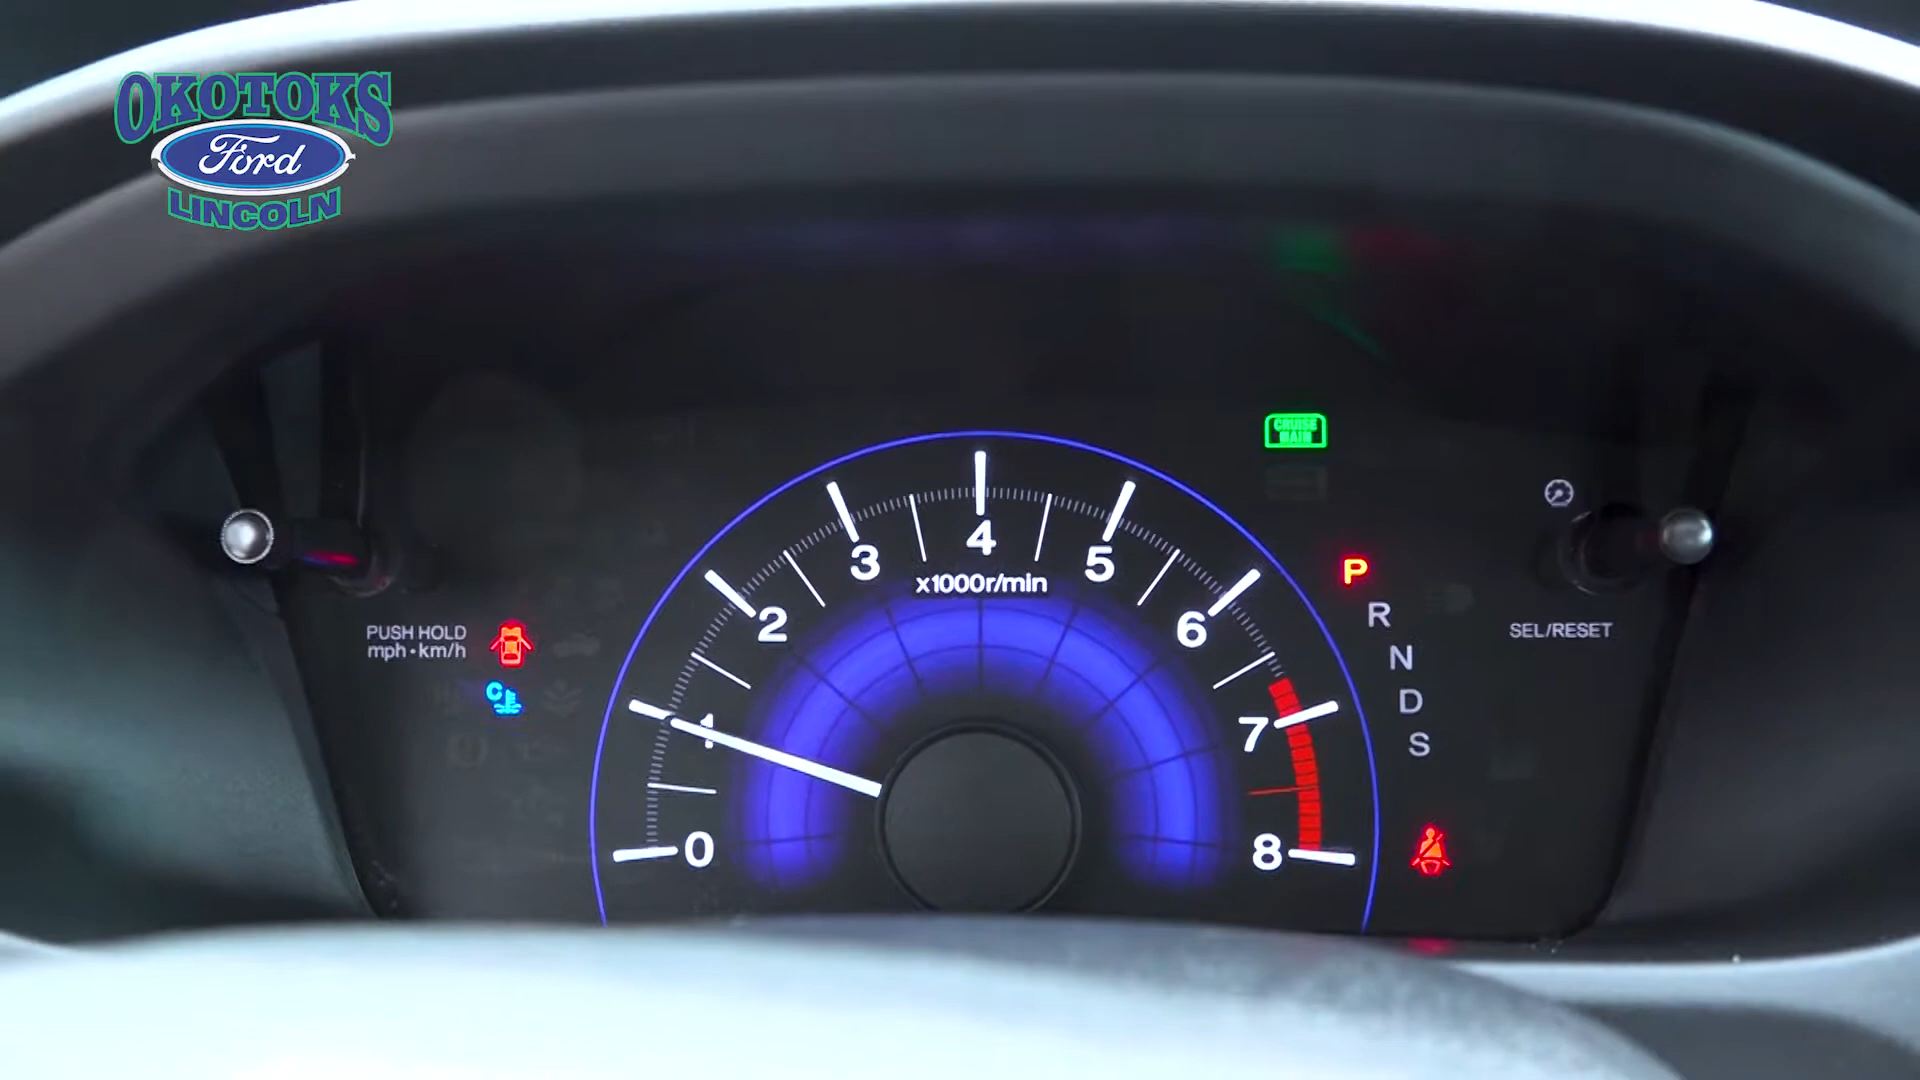 OKOTOKS
Ford
LINCOLN
CRUISE
MAIN
4
3
5
x1000r/min
2
6
P
R
N
D
S
PUSH HOLD
mph•km/h
SEL/RESET
C
1
7
0
8